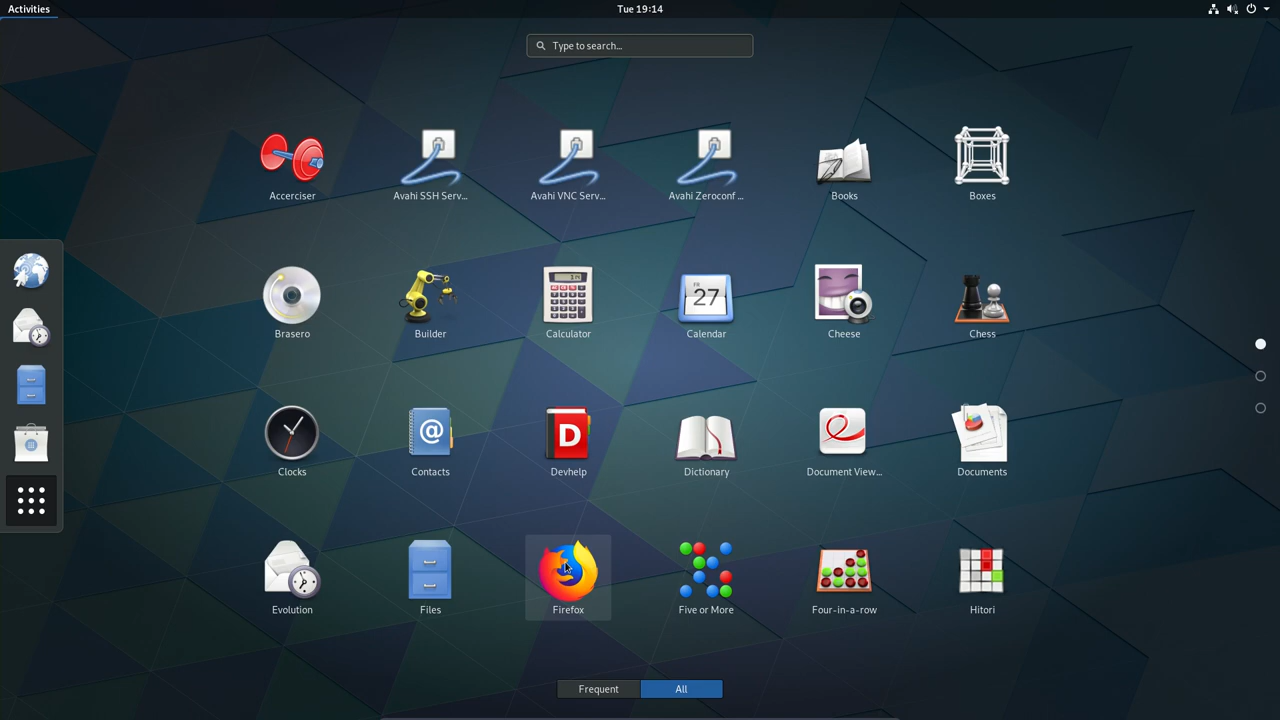 Activities
Tue 19:14
Type to search...
Accerciser
Avahi SSH Serv...
Avahi VNC Serv...
Avahi Zeroconf ...
Books
Boxes
Brasero
Builder
Calculator
Calendar
27
Cheese
Chess
Clocks
Contacts
@
Devhelp
D
Dictionary
Document View...
Documents
Evolution
Files
Firefox
Five or More
Four-in-a-row
Hitori
Frequent
All